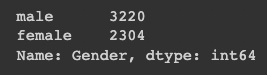 male      3220
female    2304
Name: Gender, dtype: int64